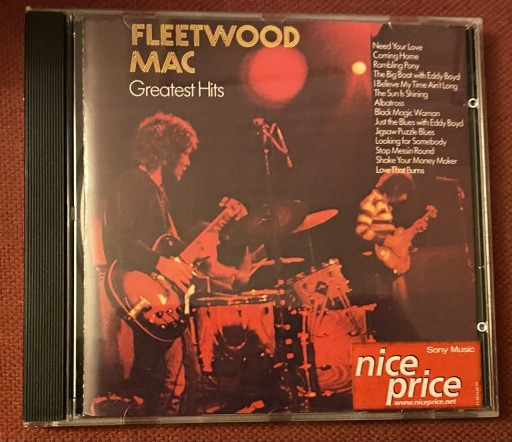 FLEETWOOD
MAC
Greatest Hits
Need Your Love
Coming Home
Rambling Pony
The Big Boat with Eddy Boyd
I Believe My Time Ain't Long
The Sun Is Shining
Albatross
Black Magic Woman
Just the Blues with Eddy Boyd
Jigsaw Puzzle Blues
Looking for Somebody
Stop Messin Round
Shake Your Money Maker
Love That Burns
Sony Music
nice
price
www.niceprice.net